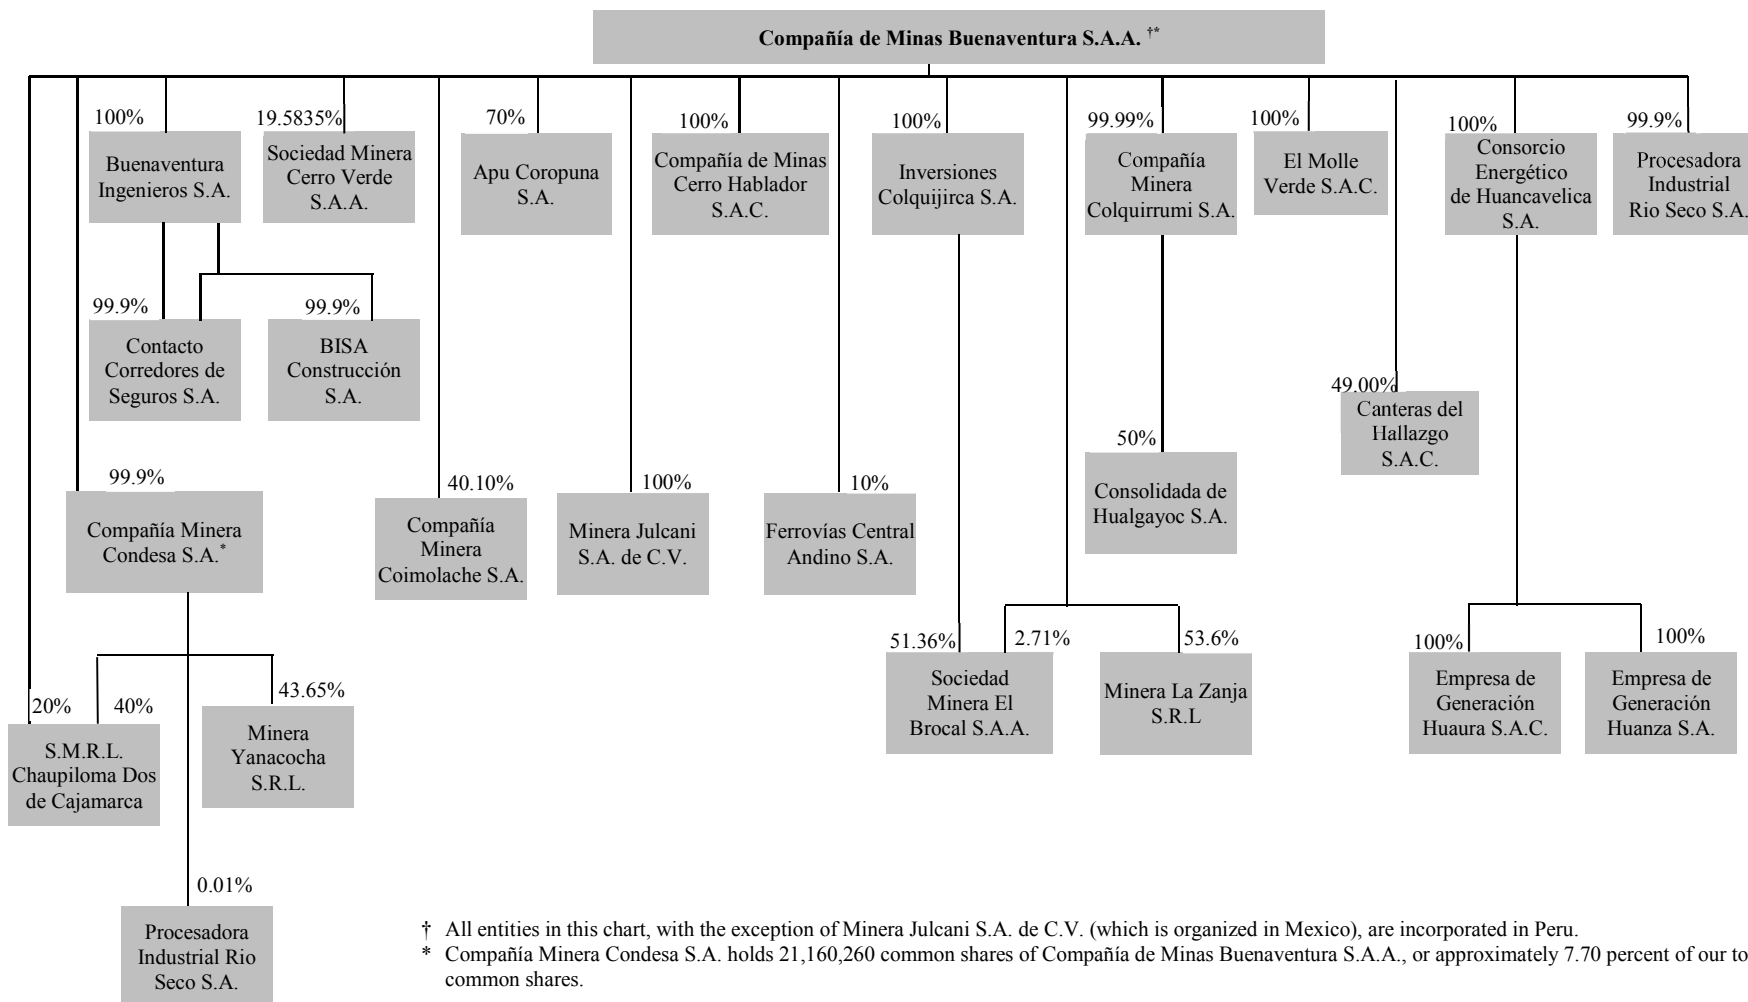 Compañía de Minas Buenaventura S.A.A. †*
100%
Buenaventura
Ingenieros S.A.
19.5835%
Sociedad Minera
Cerro Verde
S.A.A.
70%
Apu Coropuna
S.A.
100%
Compañía de Minas
Cerro Hablador
S.A.C.
100%
Inversiones
Colquijirca S.A.
99.99%
Compañía
Minera
Colquirrumi S.A.
100%
El Molle
Verde S.A.C.
100%
Consorcio
Energético
de Huancavelica
S.A.
99.9%
Procesadora
Industrial
Rio Seco S.A.
99.9%
Contacto
Corredores de
Seguros S.A.
99.9%
BISA
Construcción
S.A.
49.00%
Canteras del
Hallazgo
S.A.C.
50%
Consolidada de
Hualgayoc S.A.
99.9%
Compañía Minera
Condesa S.A.*
40.10%
Compañía
Minera
Coimolache S.A.
100%
Minera Julcani
S.A. de C.V.
10%
Ferrovías Central
Andino S.A.
51.36%
2.71%
Sociedad
Minera El
Brocal S.A.A.
53.6%
Minera La Zanja
S.R.L
100%
Empresa de
Generación
Huaura S.A.C.
100%
Empresa de
Generación
Huanza S.A.
20%
40%
S.M.R.L.
Chaupiloma Dos
de Cajamarca
43.65%
Minera
Yanacocha
S.R.L.
0.01%
Procesadora
Industrial Rio
Seco S.A.
† All entities in this chart, with the exception of Minera Julcani S.A. de C.V. (which is organized in Mexico), are incorporated in Peru.
* Compañía Minera Condesa S.A. holds 21,160,260 common shares of Compañía de Minas Buenaventura S.A.A., or approximately 7.70 percent of our to
common shares.